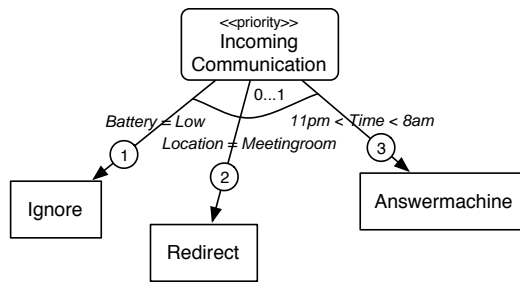 <<priority>>
Incoming
Communication
0...1
Battery = Low
11pm < Time < 8am
Location = Meetingroom
1
2
3
Ignore
Redirect
Answermachine